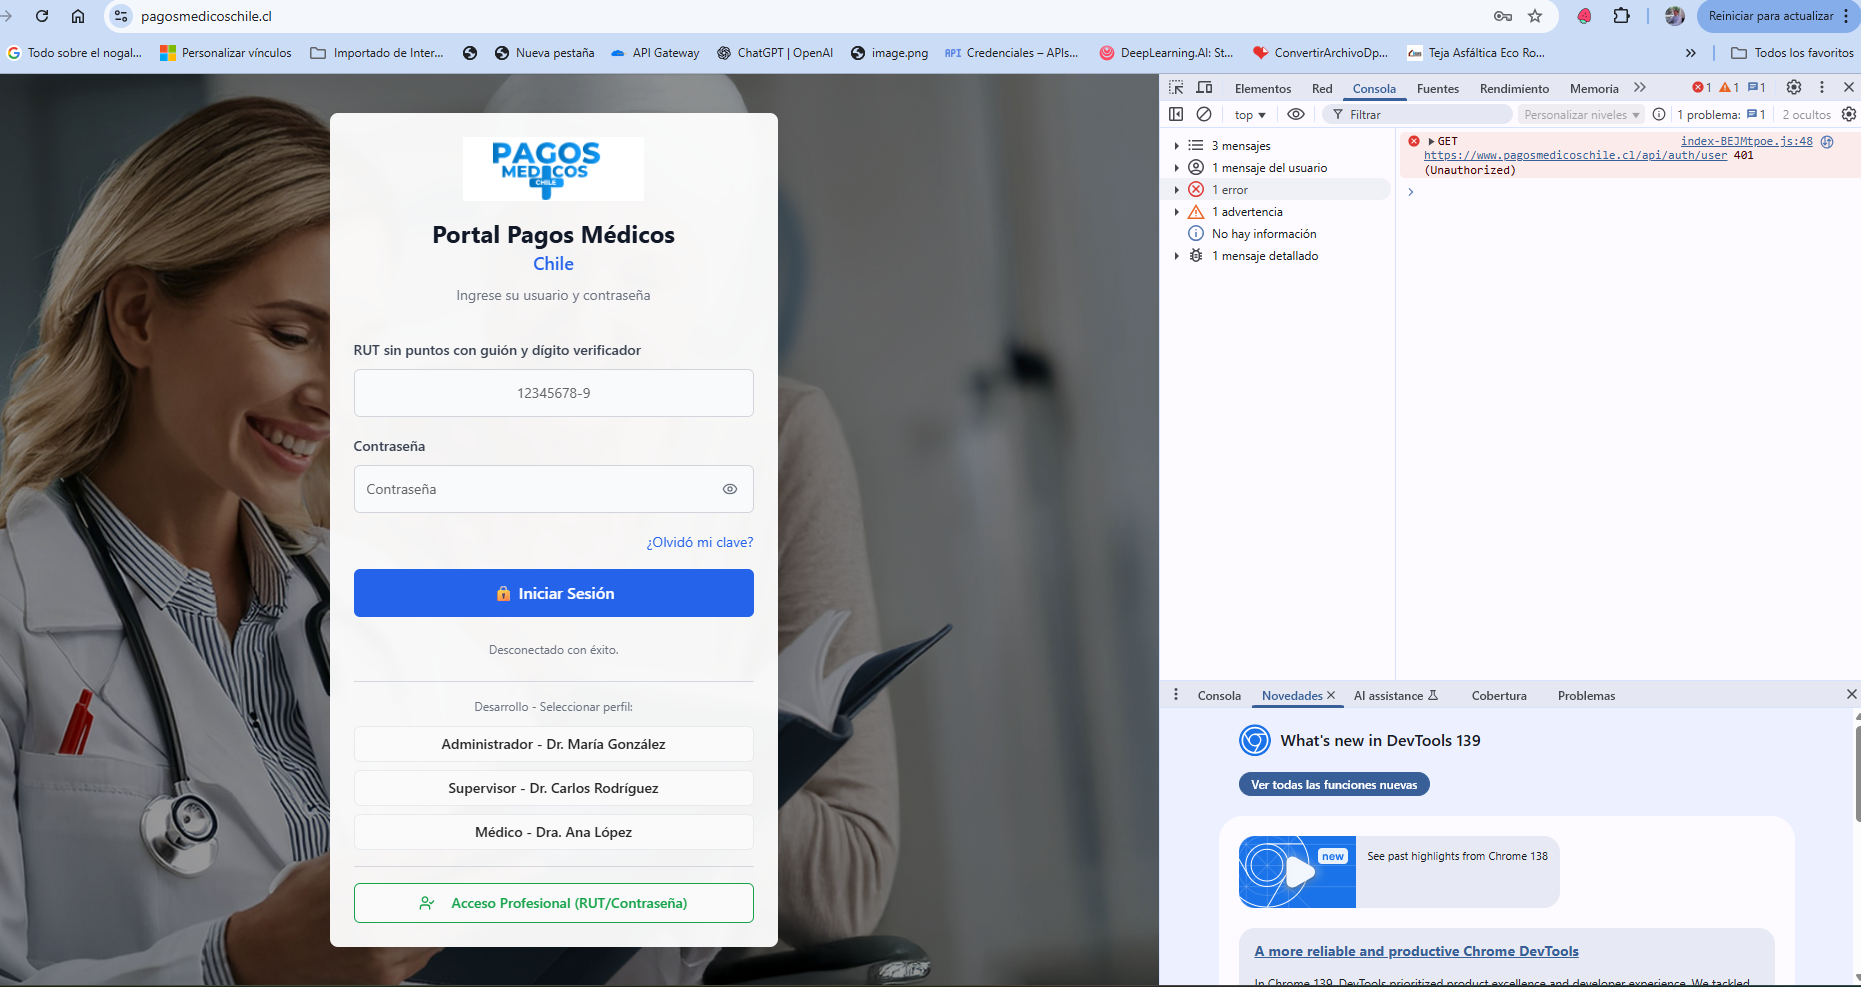 pagosmedicoschile.cl
Reiniciar para actualizar
Todo sobre el nogal...
Personalizar vínculos
Importado de Inter...
Nueva pestaña
API Gateway
ChatGPT | OpenAI
image.png
API Credenciales – APIs...
DeepLearning.AI: St...
ConvertirArchivoDp...
Teja Asfáltica Eco Ro...
»
Todos los favoritos
PAGOS
MEDICOS
CHILE
Portal Pagos Médicos
Chile
Ingrese su usuario y contraseña
RUT sin puntos con guión y dígito verificador
12345678-9
Contraseña
Contraseña
¿Olvidó mi clave?
Iniciar Sesión
Desconectado con éxito.
Desarrollo - Seleccionar perfil:
Administrador - Dr. María González
Supervisor - Dr. Carlos Rodríguez
Médico - Dra. Ana López
Acceso Profesional (RUT/Contraseña)
Elementos Red Consola Fuentes Rendimiento Memoria » 1 1 1
top Filtrar Personalizar niveles 1 problema: 1 2 ocultos
3 mensajes
1 mensaje del usuario
1 error
1 advertencia
No hay información
1 mensaje detallado
GET index-BEJMtpoe.js:48
https://www.pagosmedicoschile.cl/api/auth/user 401
(Unauthorized)
Consola Novedades AI assistance Cobertura Problemas
What's new in DevTools 139
Ver todas las funciones nuevas
new
See past highlights from Chrome 138
A more reliable and productive Chrome DevTools
In Chrome 139, DevTools prioritized product excellence and developer experience. We tackled